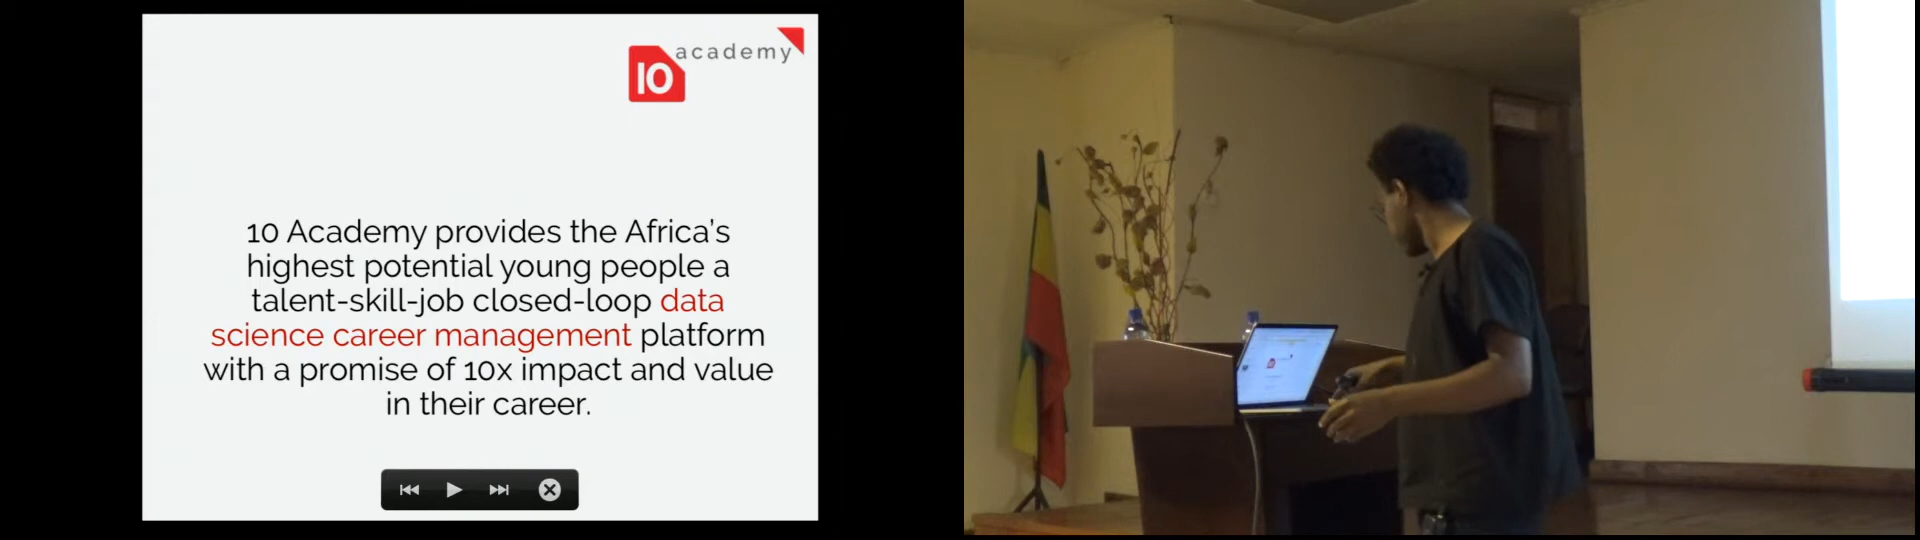 10 academy
10 Academy provides the Africa's
highest potential young people a
talent-skill-job closed-loop data
science career management platform
with a promise of 10x impact and value
in their career.